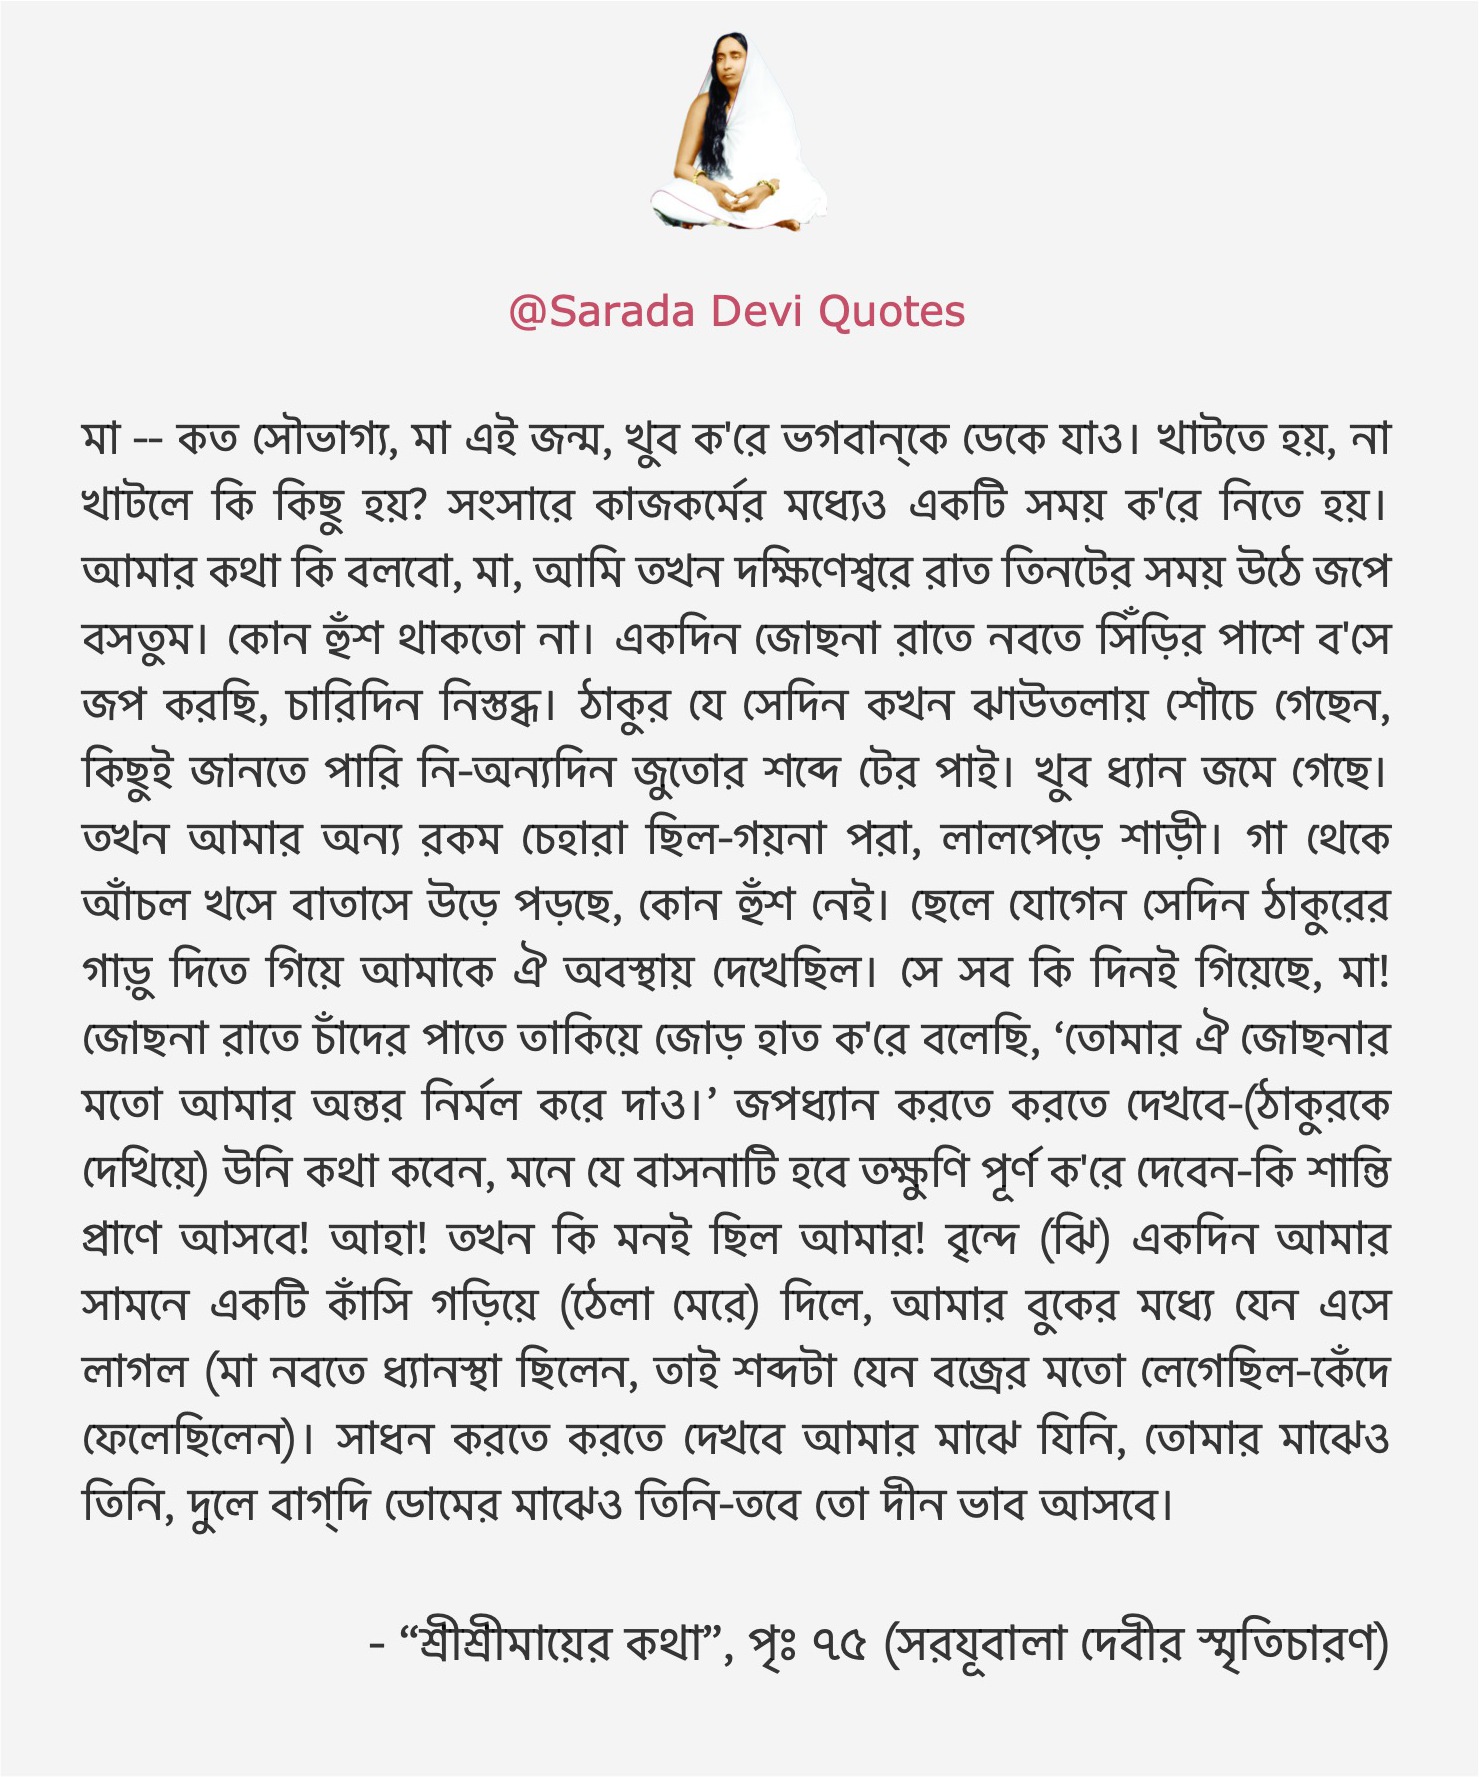 @Sarada Devi Quotes
মা -- কত সৌভাগ্য, মা এই জন্ম, খুব ক'রে ভগবান্‌কে ডেকে যাও। খাটতে হয়, না
খাটলে কি কিছু হয়? সংসারে কাজকর্মের মধ্যেও একটি সময় ক'রে নিতে হয়।
আমার কথা কি বলবো, মা, আমি তখন দক্ষিণেশ্বরে রাত তিনটের সময় উঠে জপে
বসতুম। কোন হুঁশ থাকতো না। একদিন জোছনা রাতে নবতে সিঁড়ির পাশে ব'সে
জপ করছি, চারিদিন নিস্তব্ধ। ঠাকুর যে সেদিন কখন ঝাউতলায় শৌচে গেছেন,
কিছুই জানতে পারি নি-অন্যদিন জুতোর শব্দে টের পাই। খুব ধ্যান জমে গেছে।
তখন আমার অন্য রকম চেহারা ছিল-গয়না পরা, লালপেড়ে শাড়ী। গা থেকে
আঁচল খসে বাতাসে উড়ে পড়ছে, কোন হুঁশ নেই। ছেলে যোগেন সেদিন ঠাকুরের
গাড়ু দিতে গিয়ে আমাকে ঐ অবস্থায় দেখেছিল। সে সব কি দিনই গিয়েছে, মা!
জোছনা রাতে চাঁদের পাতে তাকিয়ে জোড় হাত ক'রে বলেছি, ‘তোমার ঐ জোছনার
মতো আমার অন্তর নির্মল করে দাও।’ জপধ্যান করতে করতে দেখবে-(ঠাকুরকে
দেখিয়ে) উনি কথা কবেন, মনে যে বাসনাটি হবে তক্ষুণি পূর্ণ ক'রে দেবেন-কি শান্তি
প্রাণে আসবে! আহা! তখন কি মনই ছিল আমার! বৃন্দে (ঝি) একদিন আমার
সামনে একটি কাঁসি গড়িয়ে (ঠেলা মেরে) দিলে, আমার বুকের মধ্যে যেন এসে
লাগল (মা নবতে ধ্যানস্থা ছিলেন, তাই শব্দটা যেন বজ্রের মতো লেগেছিল-কেঁদে
ফেলেছিলেন)। সাধন করতে করতে দেখবে আমার মাঝে যিনি, তোমার মাঝেও
তিনি, দুলে বাগ্‌দি ডোমের মাঝেও তিনি-তবে তো দীন ভাব আসবে।
- “শ্রীশ্রীমায়ের কথা”, পৃঃ ৭৫ (সরযূবালা দেবীর স্মৃতিচারণ)